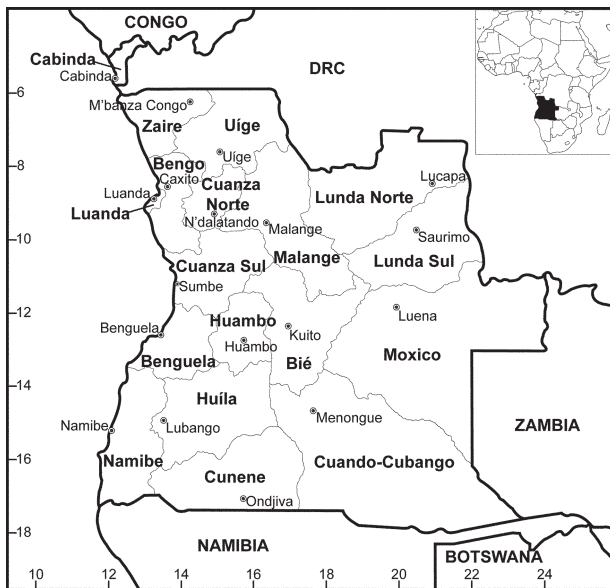 CONGO
Cabinda
Cabinda
DRC
−6
M'banza Congo
Zaire
Uíge
Uíge
Bengo
−8
Caxito
Cuanza
Norte
Lunda Norte
Lucapa
Luanda
Luanda
N'dalatando
Malange
Saurimo
−10
Malange
Lunda Sul
Cuanza Sul
Sumbe
−12
Huambo
Luena
Benguela
Kuito
Huambo
Moxico
Benguela
Bié
−14
Huíla
Menongue
Namibe
Lubango
ZAMBIA
Namibe
Cunene
Cuando-Cubango
−16
Ondjiva
−18
NAMIBIA
BOTSWANA
10
12
14
16
18
20
22
24